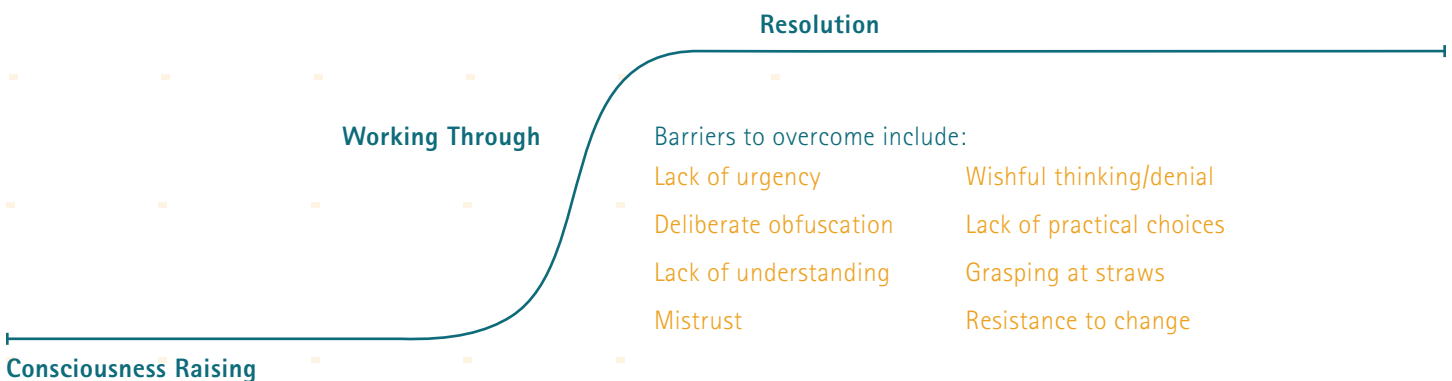 Resolution
Working Through
Barriers to overcome include:
Lack of urgency
Wishful thinking/denial
Deliberate obfuscation
Lack of practical choices
Lack of understanding
Grasping at straws
Mistrust
Resistance to change
Consciousness Raising